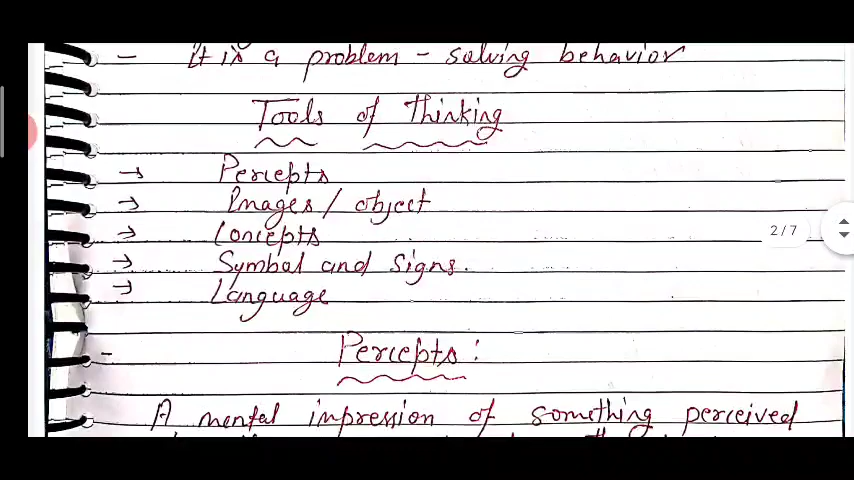 - It is a problem - solving behavior
Tools of Thinking
→ Percepts
→ Images / object
→ Concepts
→ Symbal and signs.
→ Language
2/7
- Percepts :
A mental impression of something perceived